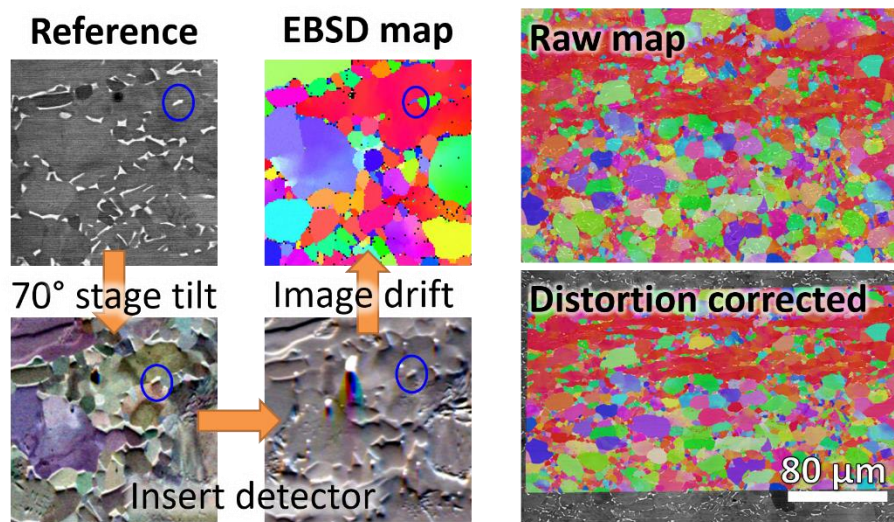 Reference
EBSD map
70° stage tilt
Image drift
Insert detector
Raw map
Distortion corrected
80 μm